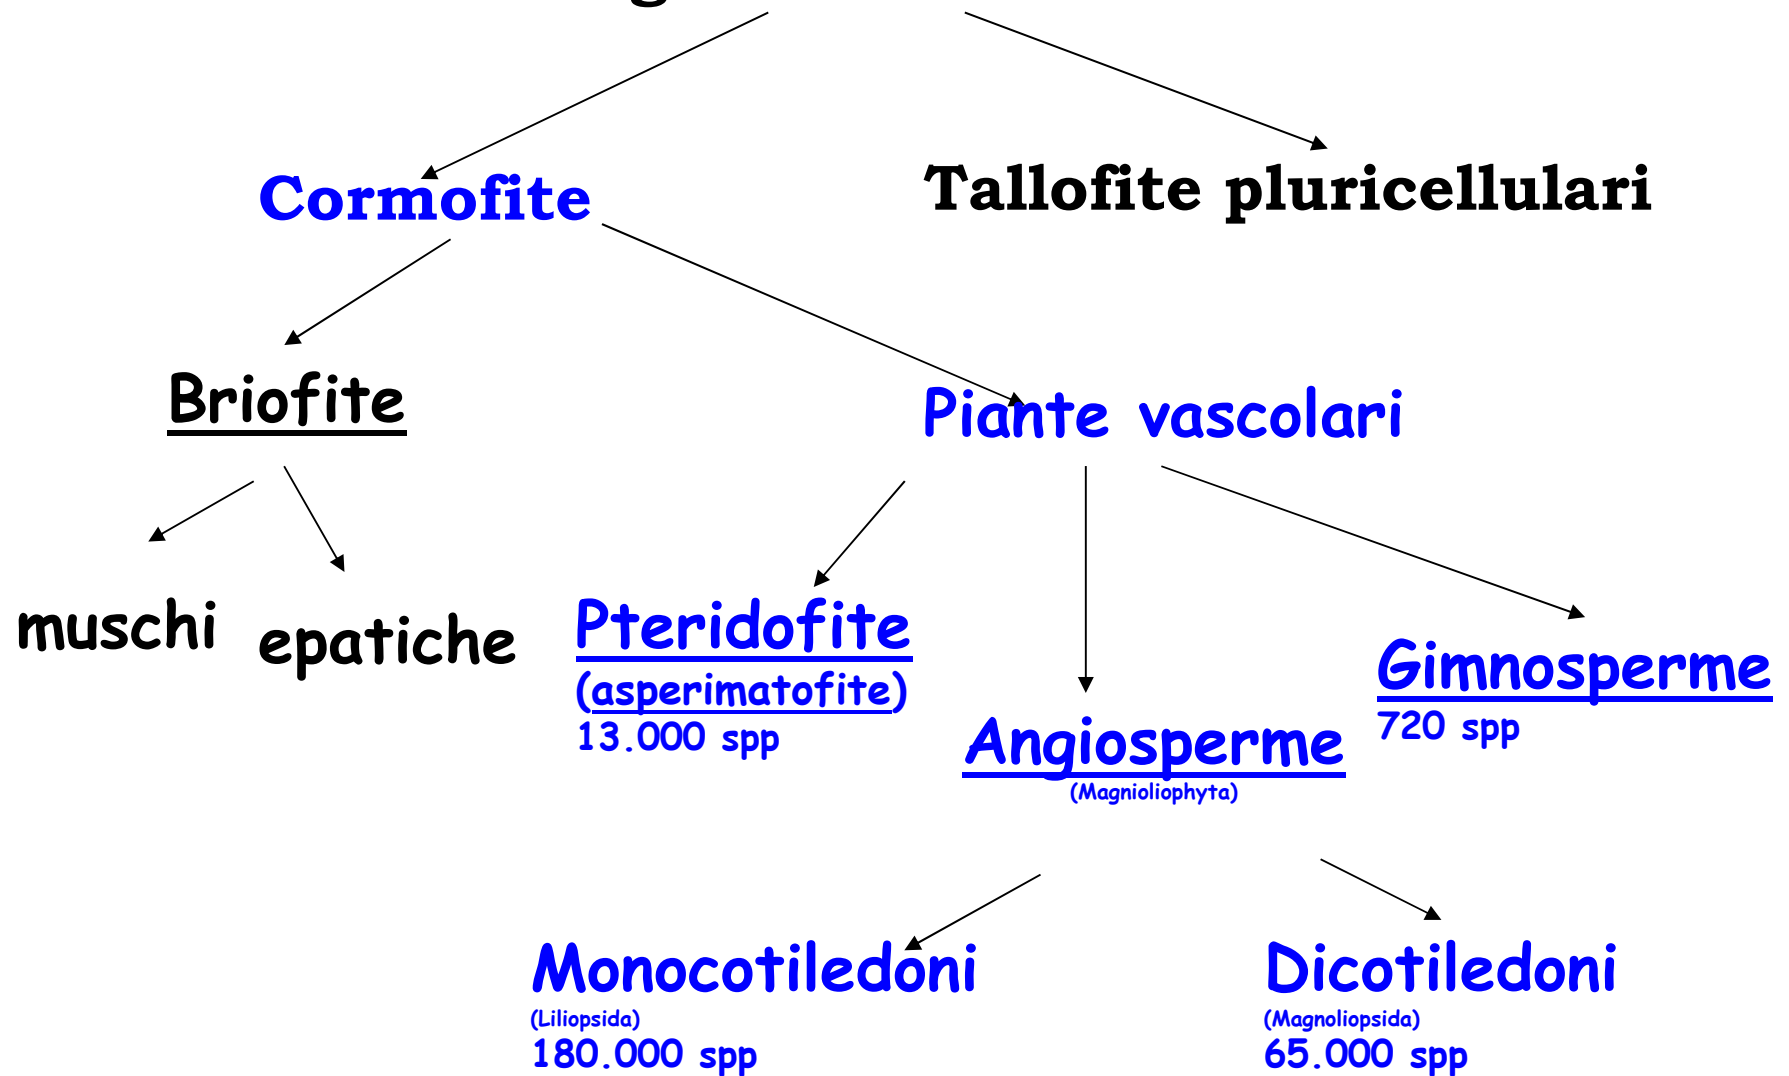 Cormofite
Tallofite pluricellulari
Briofite
Piante vascolari
muschi
epatiche
Pteridofite
(asperimatofite)
13.000 spp
Angiosperme
(Magnioliophyta)
Gimnosperme
720 spp
Monocotiledoni
(Liliopsida)
180.000 spp
Dicotiledoni
(Magnoliopsida)
65.000 spp